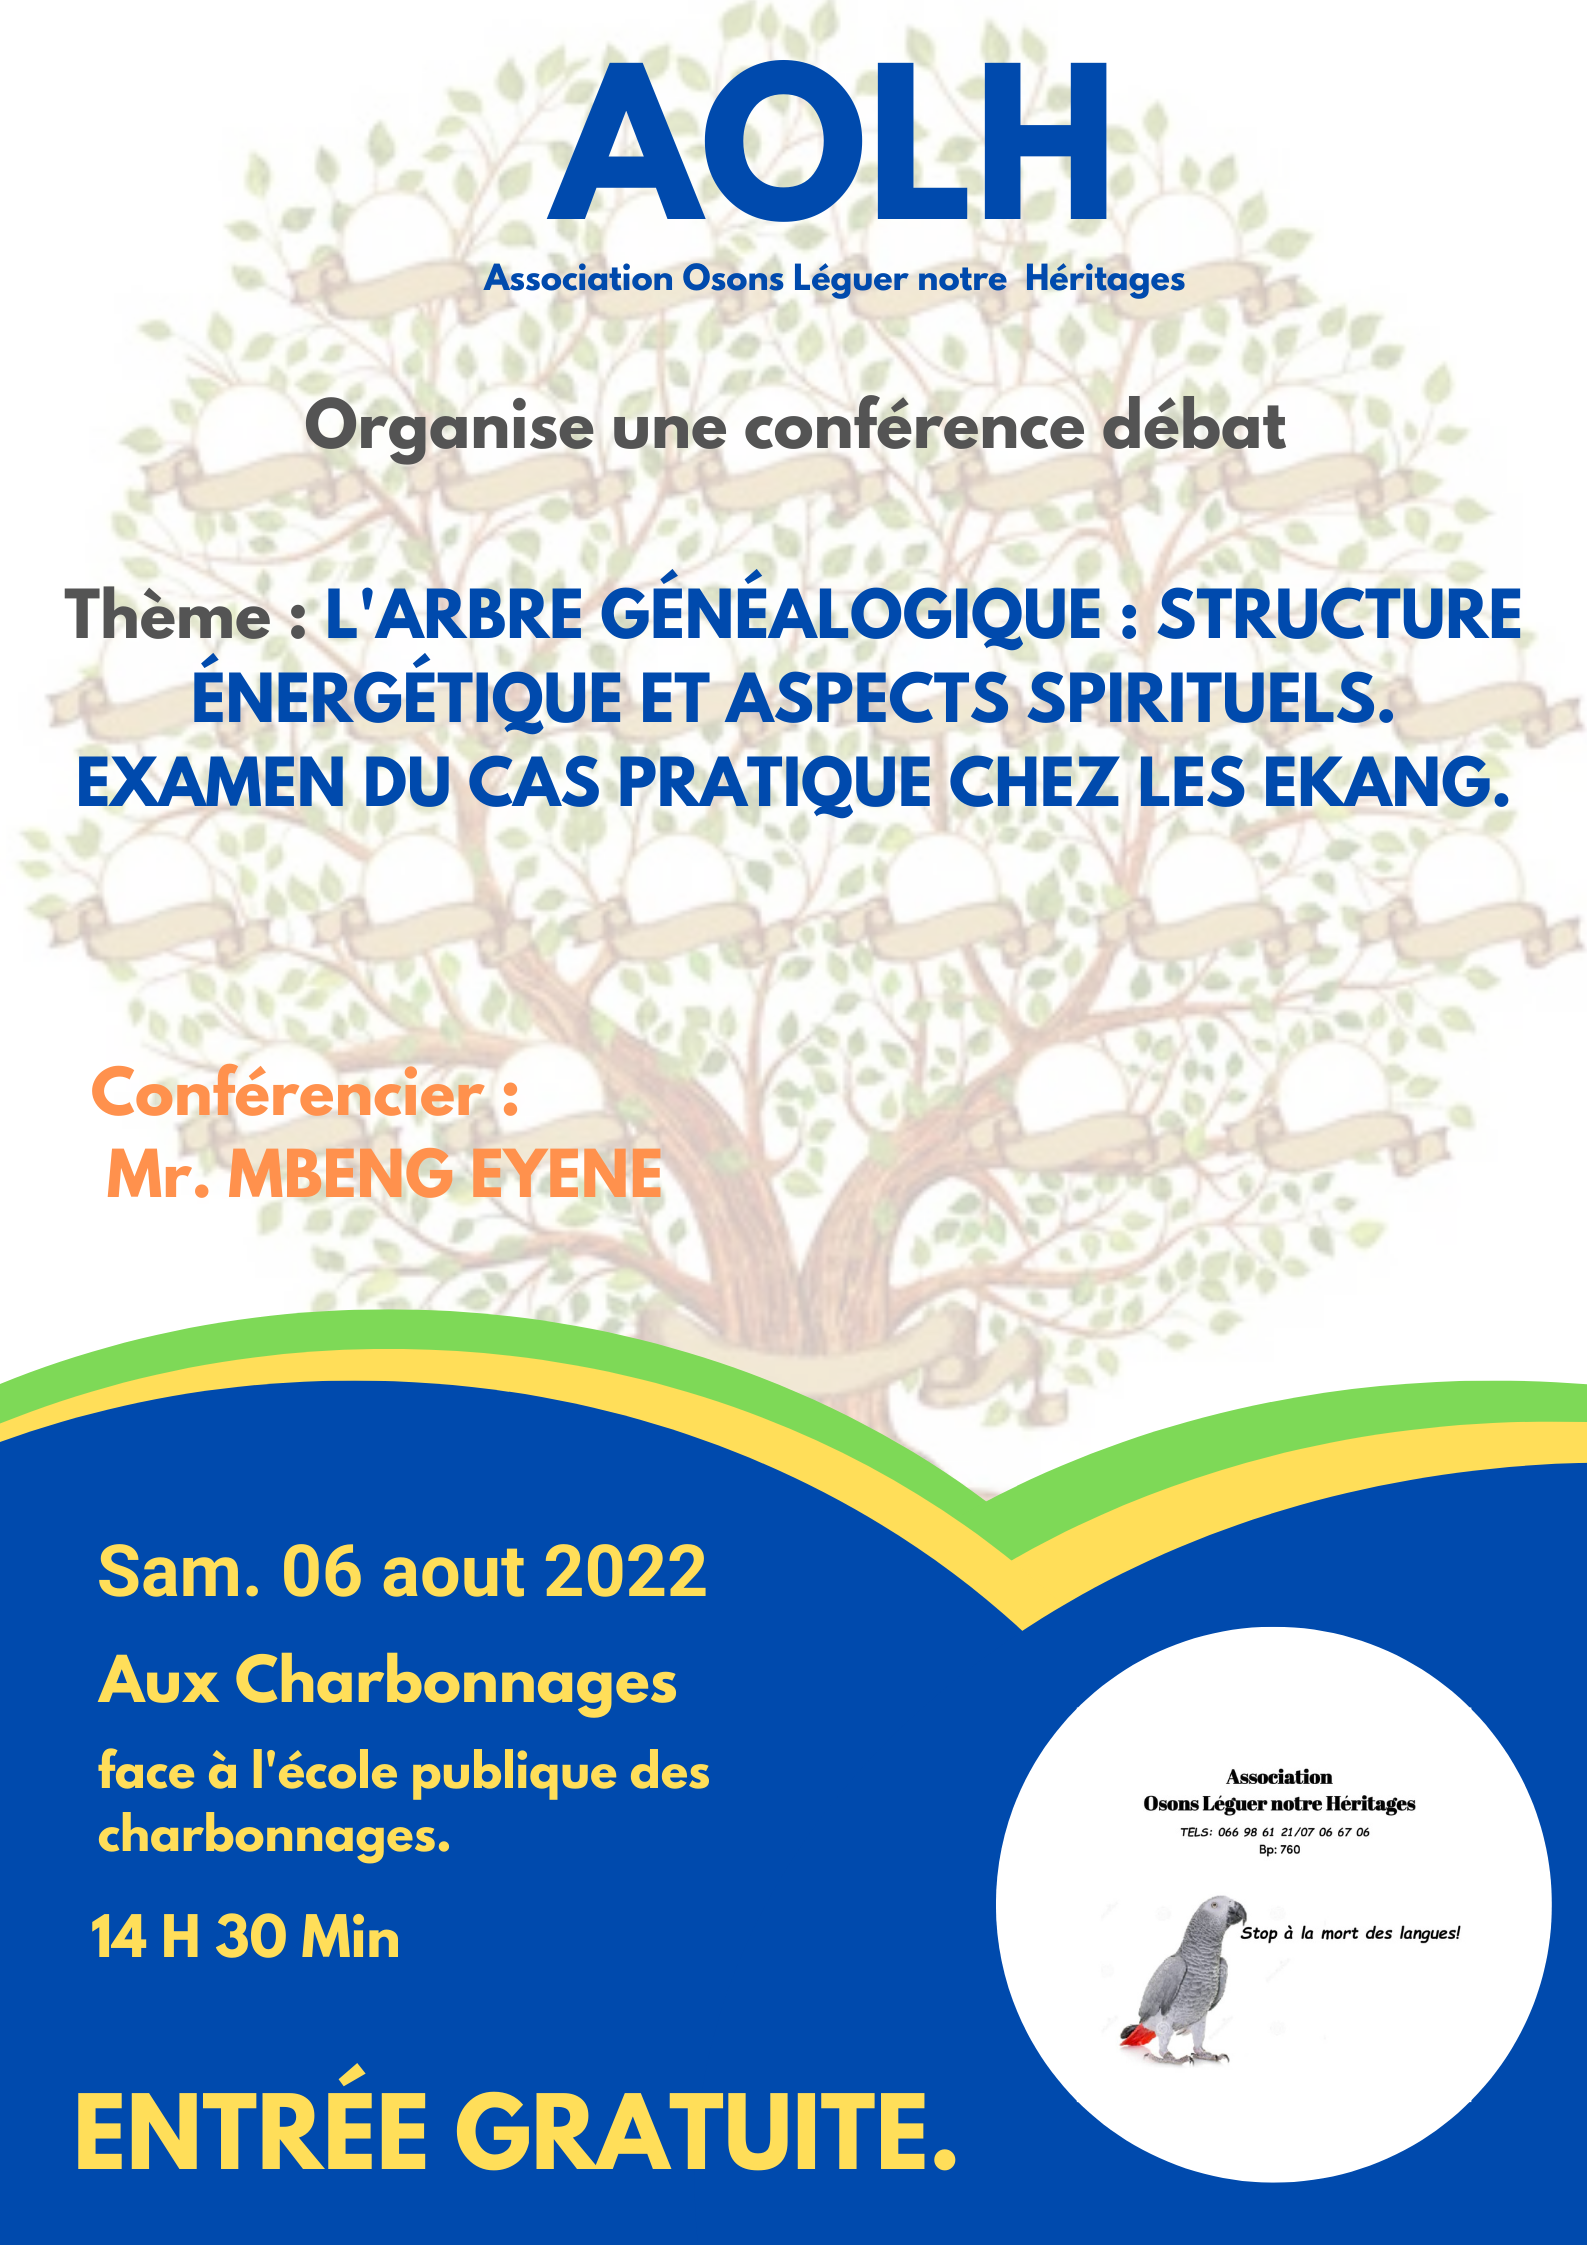 AOLH
Association Osons Léguer notre Héritages
Organise une conférence débat
Thème : L'ARBRE GÉNÉALOGIQUE : STRUCTURE
ÉNERGÉTIQUE ET ASPECTS SPIRITUELS.
EXAMEN DU CAS PRATIQUE CHEZ LES EKANG.
Conférencier :
Mr. MBENG EYENE
Sam. 06 aout 2022
Aux Charbonnages
face à l'école publique des
charbonnages.
14 H 30 Min
ENTRÉE GRATUITE.
Association
Osons Léguer notre Héritages
TELS: 066 98 61 21/07 06 67 06
Bp: 760
Stop à la mort des langues!